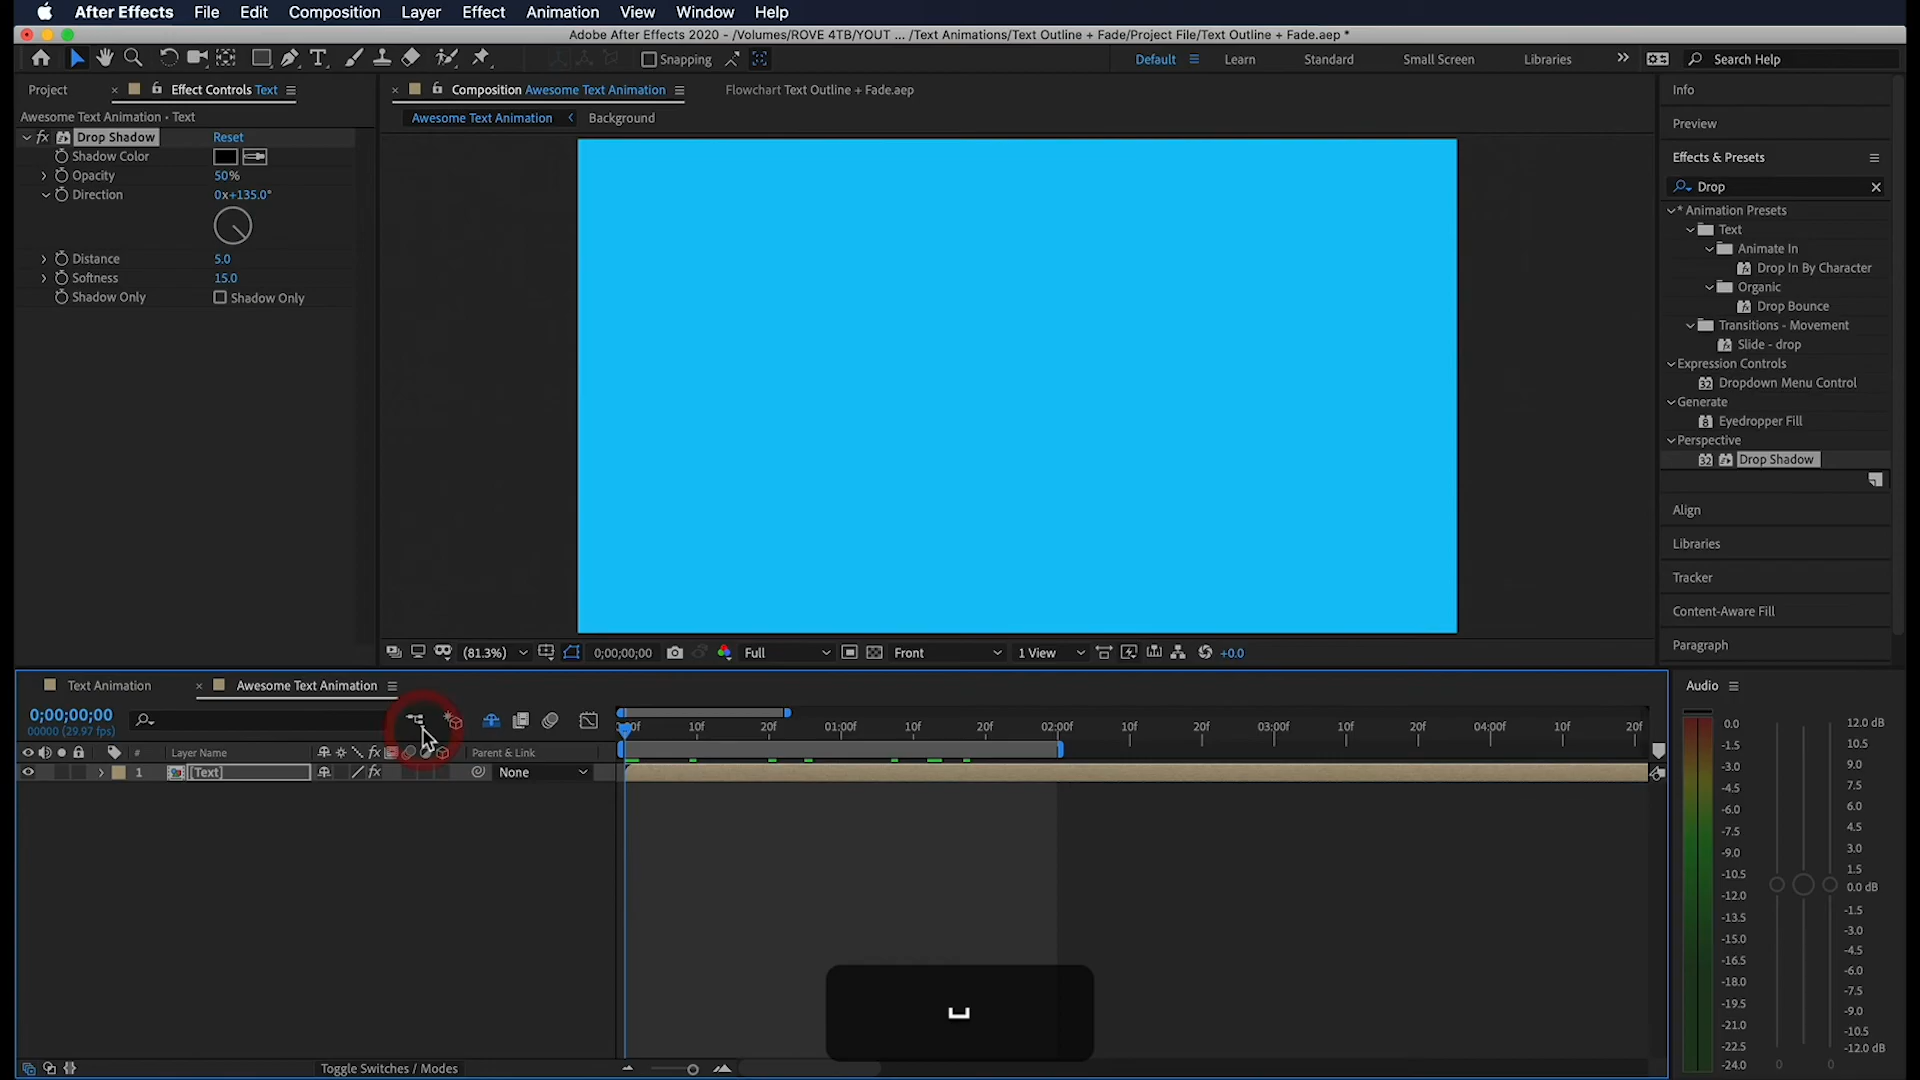 After Effects File Edit Composition Layer Effect Animation View Window Help
Adobe After Effects 2020 - /Volumes/ROVE 4TB/YOUT ... /Text Animations/Text Outline + Fade/Project File/Text Outline + Fade.aep *
Snapping Default Learn Standard Small Screen Libraries Search Help
Project Effect Controls Text
Awesome Text Animation • Text
fx Drop Shadow Reset
Shadow Color
Opacity 50%
Direction 0x+135.0°
Distance 5.0
Softness 15.0
Shadow Only Shadow Only
Composition Awesome Text Animation Flowchart Text Outline + Fade.aep
Awesome Text Animation Background
(81.3%) 0;00;00;00 Full Front 1 View +0.0
Info
Preview
Effects & Presets
Drop
* Animation Presets
Text
Animate In
Drop In By Character
Organic
Drop Bounce
Transitions - Movement
Slide - drop
Expression Controls
32 Dropdown Menu Control
Generate
8 Eyedropper Fill
Perspective
32 Drop Shadow
Align
Libraries
Tracker
Content-Aware Fill
Paragraph
Text Animation Awesome Text Animation
0;00;00;00
00000 (29.97 fps)
10f 20f 01:00f 10f 20f 02:00f 10f 20f 03:00f 10f 20f 04:00f 10f 20f
# Layer Name fx Parent & Link
1 [Text] fx None
Toggle Switches / Modes
Audio
0.0
-1.5
-3.0
-4.5
-6.0
-7.5
-9.0
-10.5
-12.0
-13.5
-15.0
-16.5
-18.0
-19.5
-21.0
-22.5
-24.0
12.0 dB
10.5
9.0
7.5
6.0
4.5
3.0
1.5
0.0 dB
-1.5
-3.0
-4.5
-6.0
-7.5
-9.0
-10.5
-12.0 dB
0 0